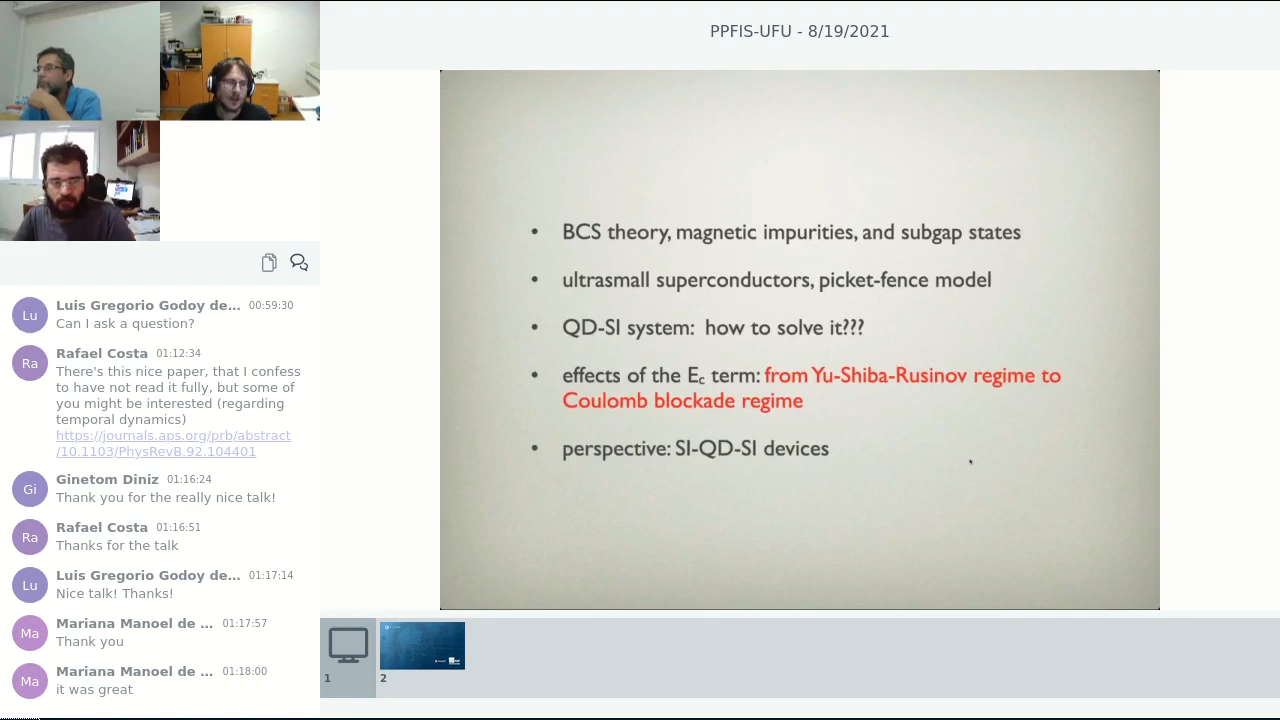 PPFIS-UFU - 8/19/2021
• BCS theory, magnetic impurities, and subgap states
• ultrasmall superconductors, picket-fence model
• QD-SI system: how to solve it???
• effects of the Ec term: from Yu-Shiba-Rusinov regime to
Coulomb blockade regime
• perspective: SI-QD-SI devices
Lu
Luis Gregorio Godoy de... 00:59:30
Can I ask a question?
Ra
Rafael Costa 01:12:34
There's this nice paper, that I confess
to have not read it fully, but some of
you might be interested (regarding
temporal dynamics)
https://journals.aps.org/prb/abstract
/10.1103/PhysRevB.92.104401
Gi
Ginetom Diniz 01:16:24
Thank you for the really nice talk!
Ra
Rafael Costa 01:16:51
Thanks for the talk
Lu
Luis Gregorio Godoy de... 01:17:14
Nice talk! Thanks!
Ma
Mariana Manoel de ... 01:17:57
Thank you
Ma
Mariana Manoel de ... 01:18:00
it was great
1
2